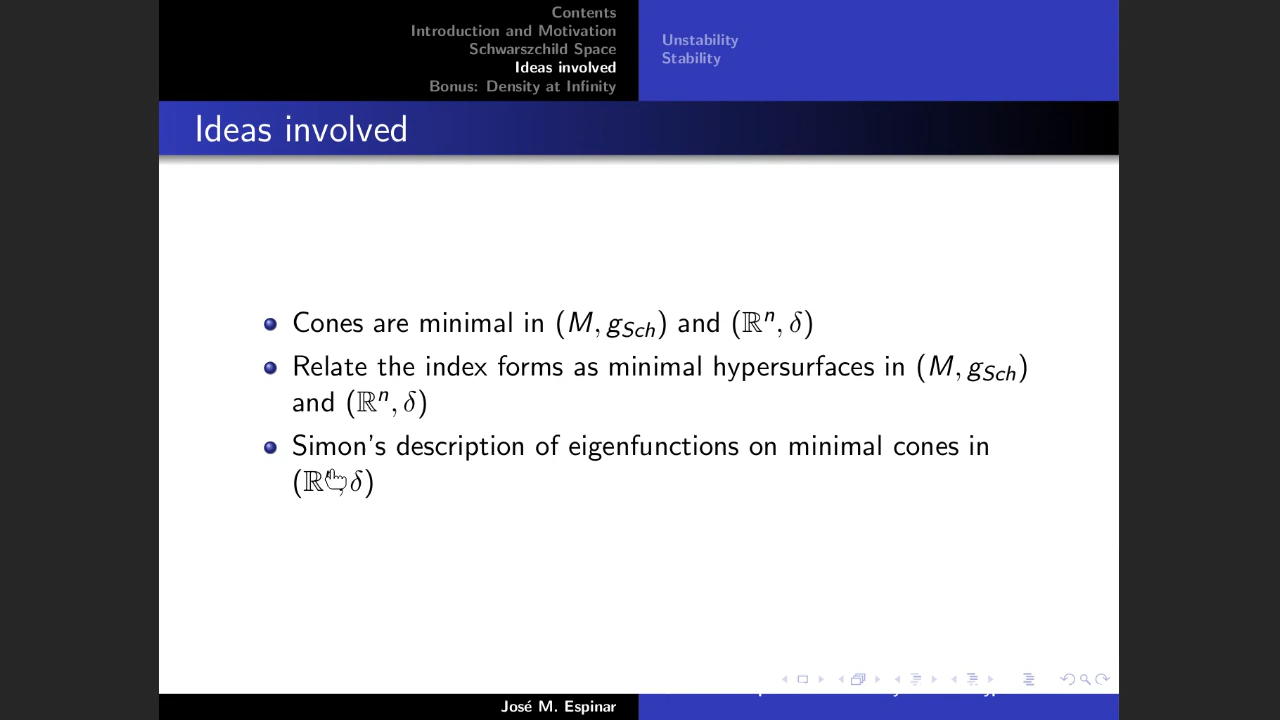 Contents
Introduction and Motivation
Schwarszchild Space
Ideas involved
Bonus: Density at Infinity
Unstability
Stability
Ideas involved
Cones are minimal in (M, g_Sch) and (ℝⁿ, δ)
Relate the index forms as minimal hypersurfaces in (M, g_Sch)
and (ℝⁿ, δ)
Simon's description of eigenfunctions on minimal cones in
(ℝ, δ)
José M. Espinar